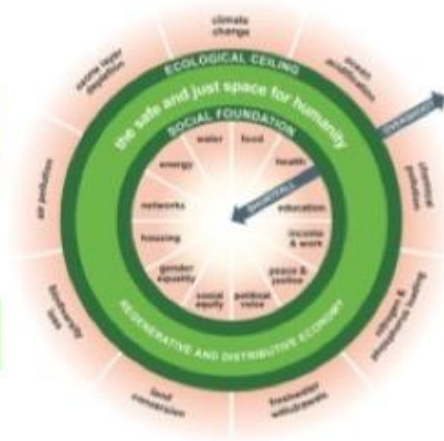 climate
change
ocean
acidification
chemical
pollution
nitrogen &
phosphorus loading
freshwater
withdrawals
land
conversion
biodiversity
loss
air pollution
ozone layer
depletion
ECOLOGICAL CEILING
the safe and just space for humanity
SOCIAL FOUNDATION
OVERSHOOT
SHORTFALL
water
food
health
education
income
& work
peace &
justice
political
voice
social
equity
gender
equality
housing
networks
energy
REGENERATIVE AND DISTRIBUTIVE ECONOMY